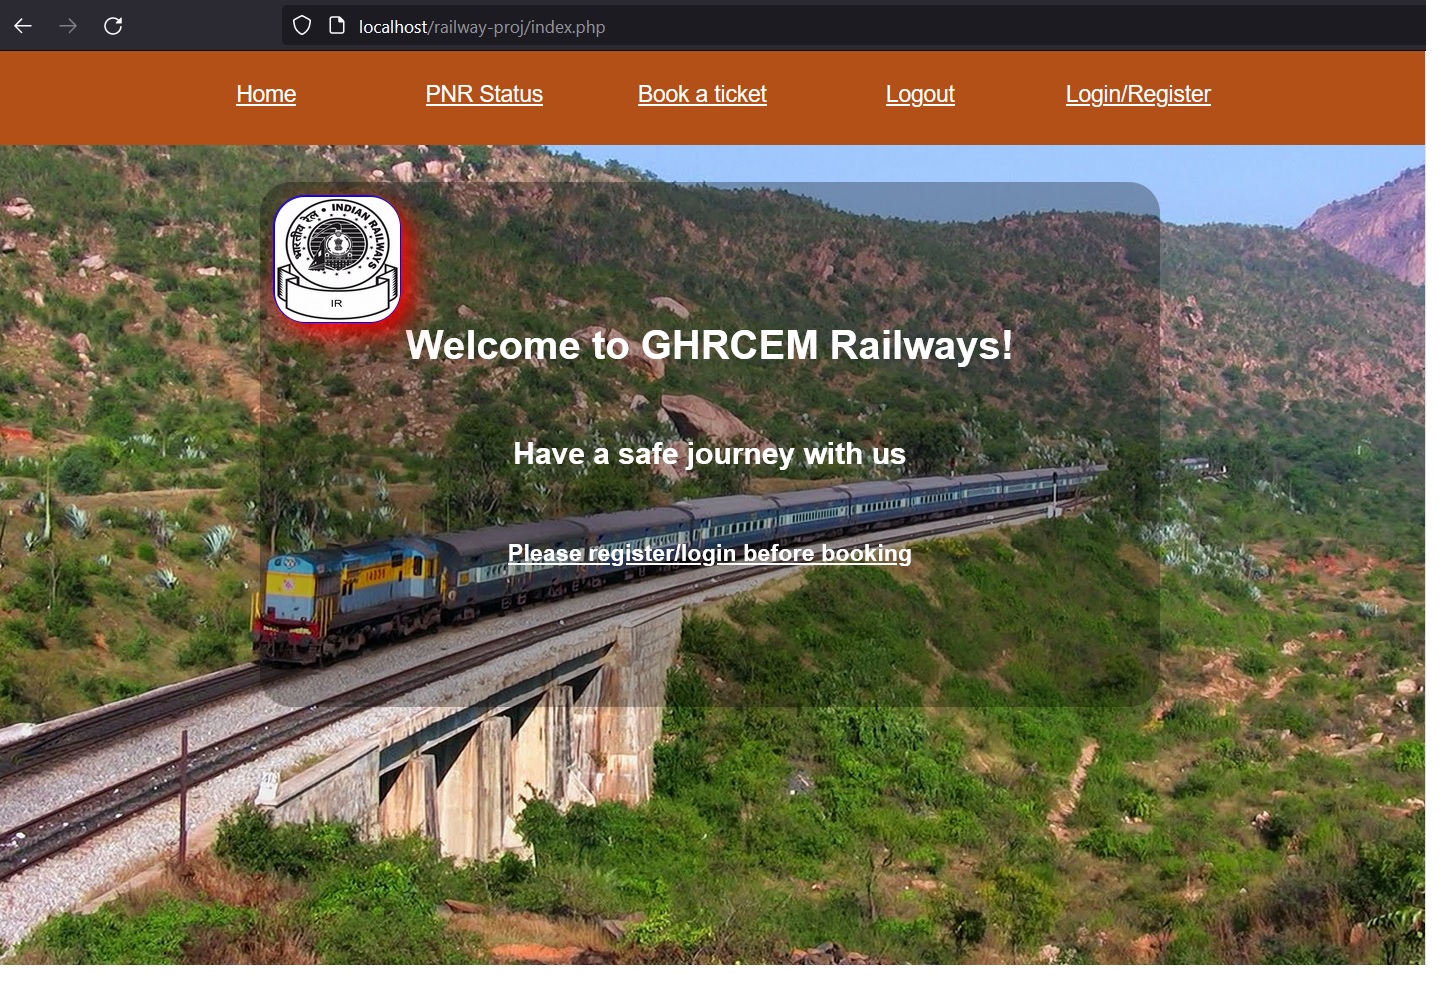 localhost/railway-proj/index.php
Home PNR Status Book a ticket Logout Login/Register
भारतीय रेल • INDIAN RAILWAYS
IR
Welcome to GHRCEM Railways!
Have a safe journey with us
Please register/login before booking